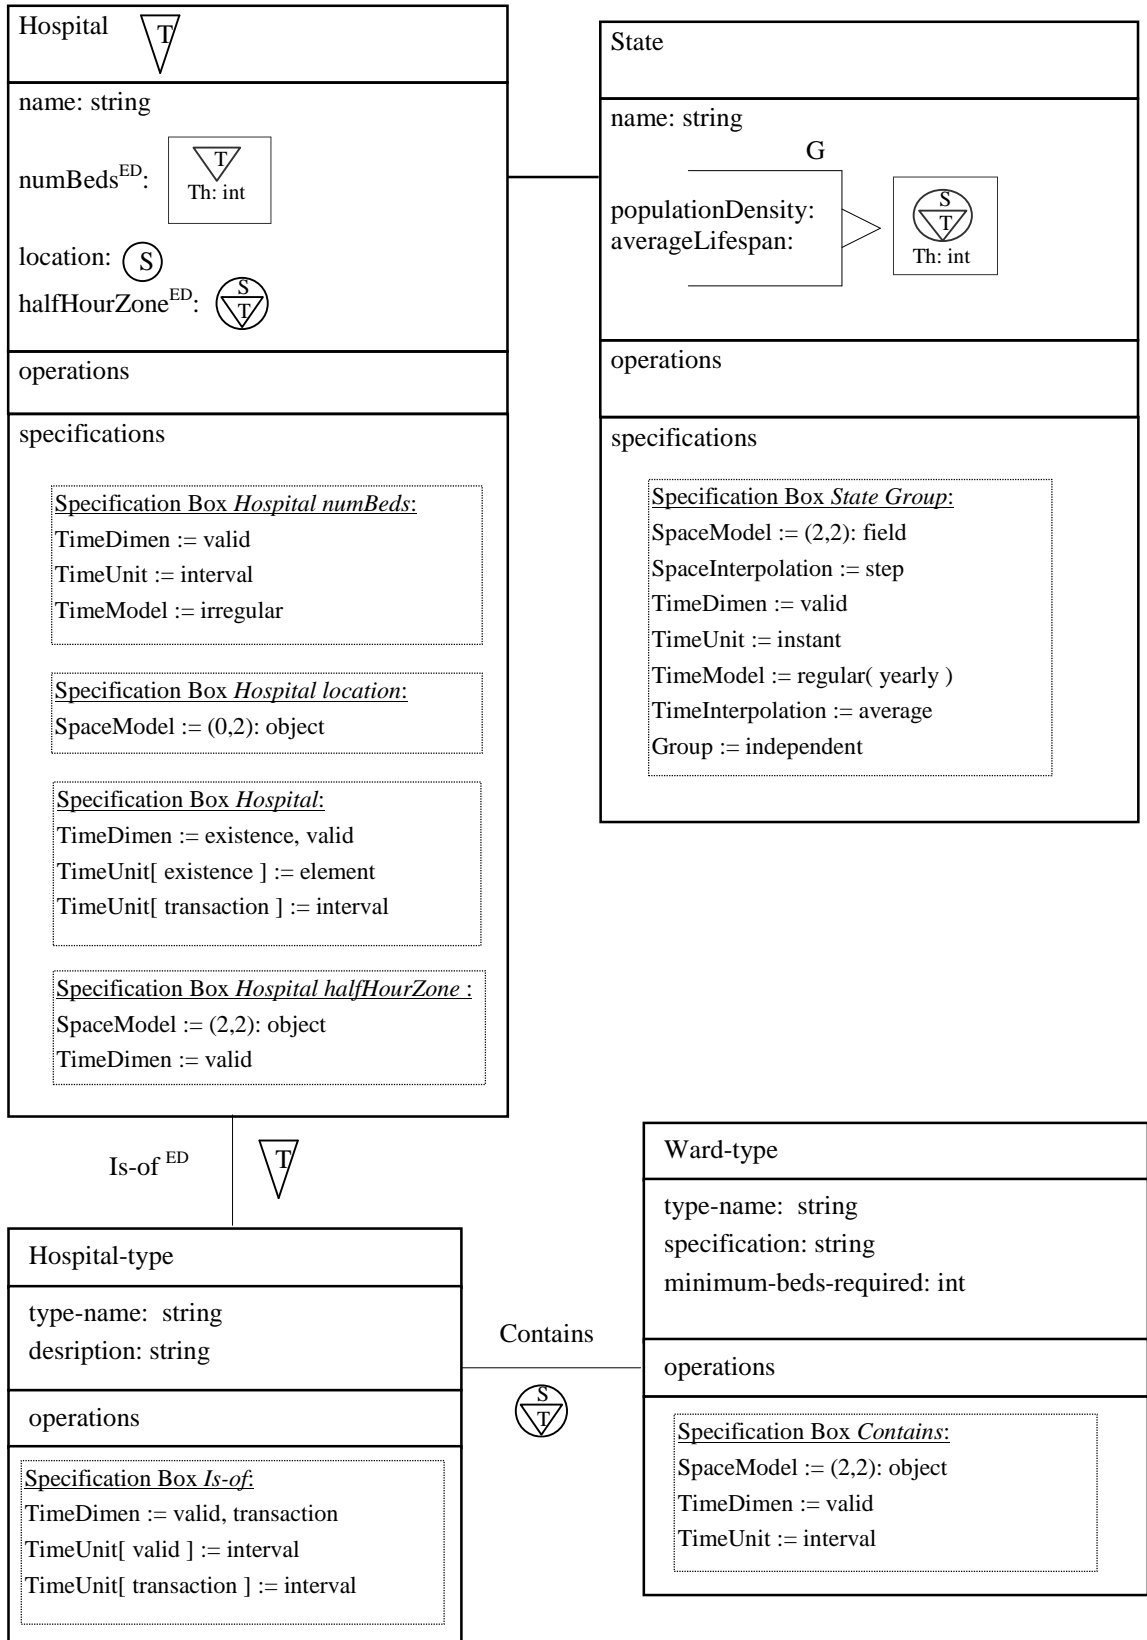 Hospital
T
name: string
numBeds ED:
T
Th: int
location:
S
halfHourZone ED:
S
T
operations
specifications
Specification Box Hospital numBeds:
TimeDimen := valid
TimeUnit := interval
TimeModel := irregular
Specification Box Hospital location:
SpaceModel := (0,2): object
Specification Box Hospital:
TimeDimen := existence, valid
TimeUnit[ existence ] := element
TimeUnit[ transaction ] := interval
Specification Box Hospital halfHourZone :
SpaceModel := (2,2): object
TimeDimen := valid
State
name: string
G
populationDensity:
averageLifespan:
S
T
Th: int
operations
specifications
Specification Box State Group:
SpaceModel := (2,2): field
SpaceInterpolation := step
TimeDimen := valid
TimeUnit := instant
TimeModel := regular( yearly )
TimeInterpolation := average
Group := independent
Is-of ED
T
Hospital-type
type-name: string
desription: string
operations
Specification Box Is-of:
TimeDimen := valid, transaction
TimeUnit[ valid ] := interval
TimeUnit[ transaction ] := interval
Contains
S
T
Ward-type
type-name: string
specification: string
minimum-beds-required: int
operations
Specification Box Contains:
SpaceModel := (2,2): object
TimeDimen := valid
TimeUnit := interval